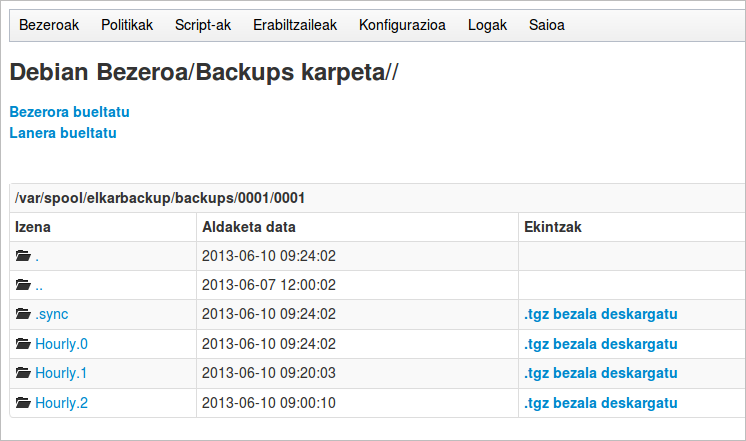 Bezeroak Politikak Script-ak Erabiltzaileak Konfigurazioa Logak Saioa
Debian Bezeroa/Backups karpeta//
Bezerora bueltatu
Lanera bueltatu
/var/spool/elkarbackup/backups/0001/0001
Izena Aldaketa data Ekintzak
. 2013-06-10 09:24:02
.. 2013-06-07 12:00:02
.sync 2013-06-10 09:24:02 .tgz bezala deskargatu
Hourly.0 2013-06-10 09:24:02 .tgz bezala deskargatu
Hourly.1 2013-06-10 09:20:03 .tgz bezala deskargatu
Hourly.2 2013-06-10 09:00:10 .tgz bezala deskargatu